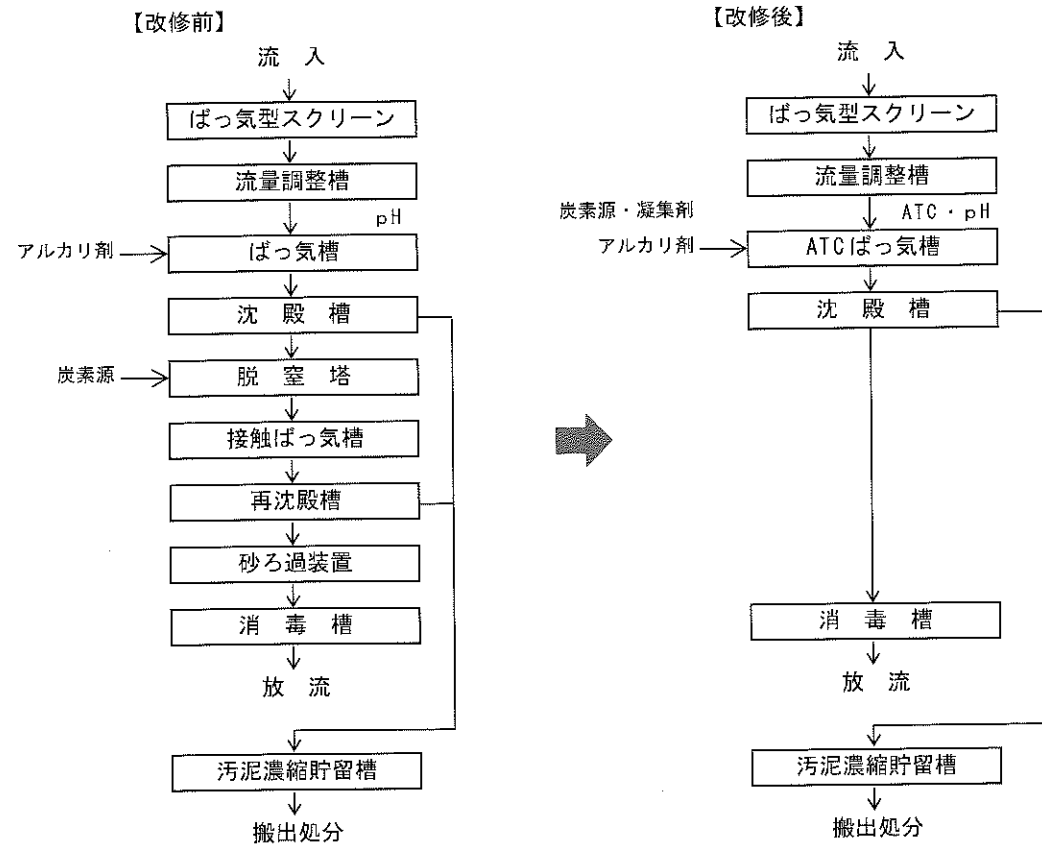 【改修前】
流 入
ばっ気型スクリーン
流量調整槽
pH
アルカリ剤
ばっ気槽
沈 殿 槽
炭素源
脱 窒 塔
接触ばっ気槽
再沈殿槽
砂ろ過装置
消 毒 槽
放 流
汚泥濃縮貯留槽
搬出処分
【改修後】
流 入
ばっ気型スクリーン
流量調整槽
炭素源・凝集剤
ATC・pH
アルカリ剤
ATCばっ気槽
沈 殿 槽
消 毒 槽
放 流
汚泥濃縮貯留槽
搬出処分